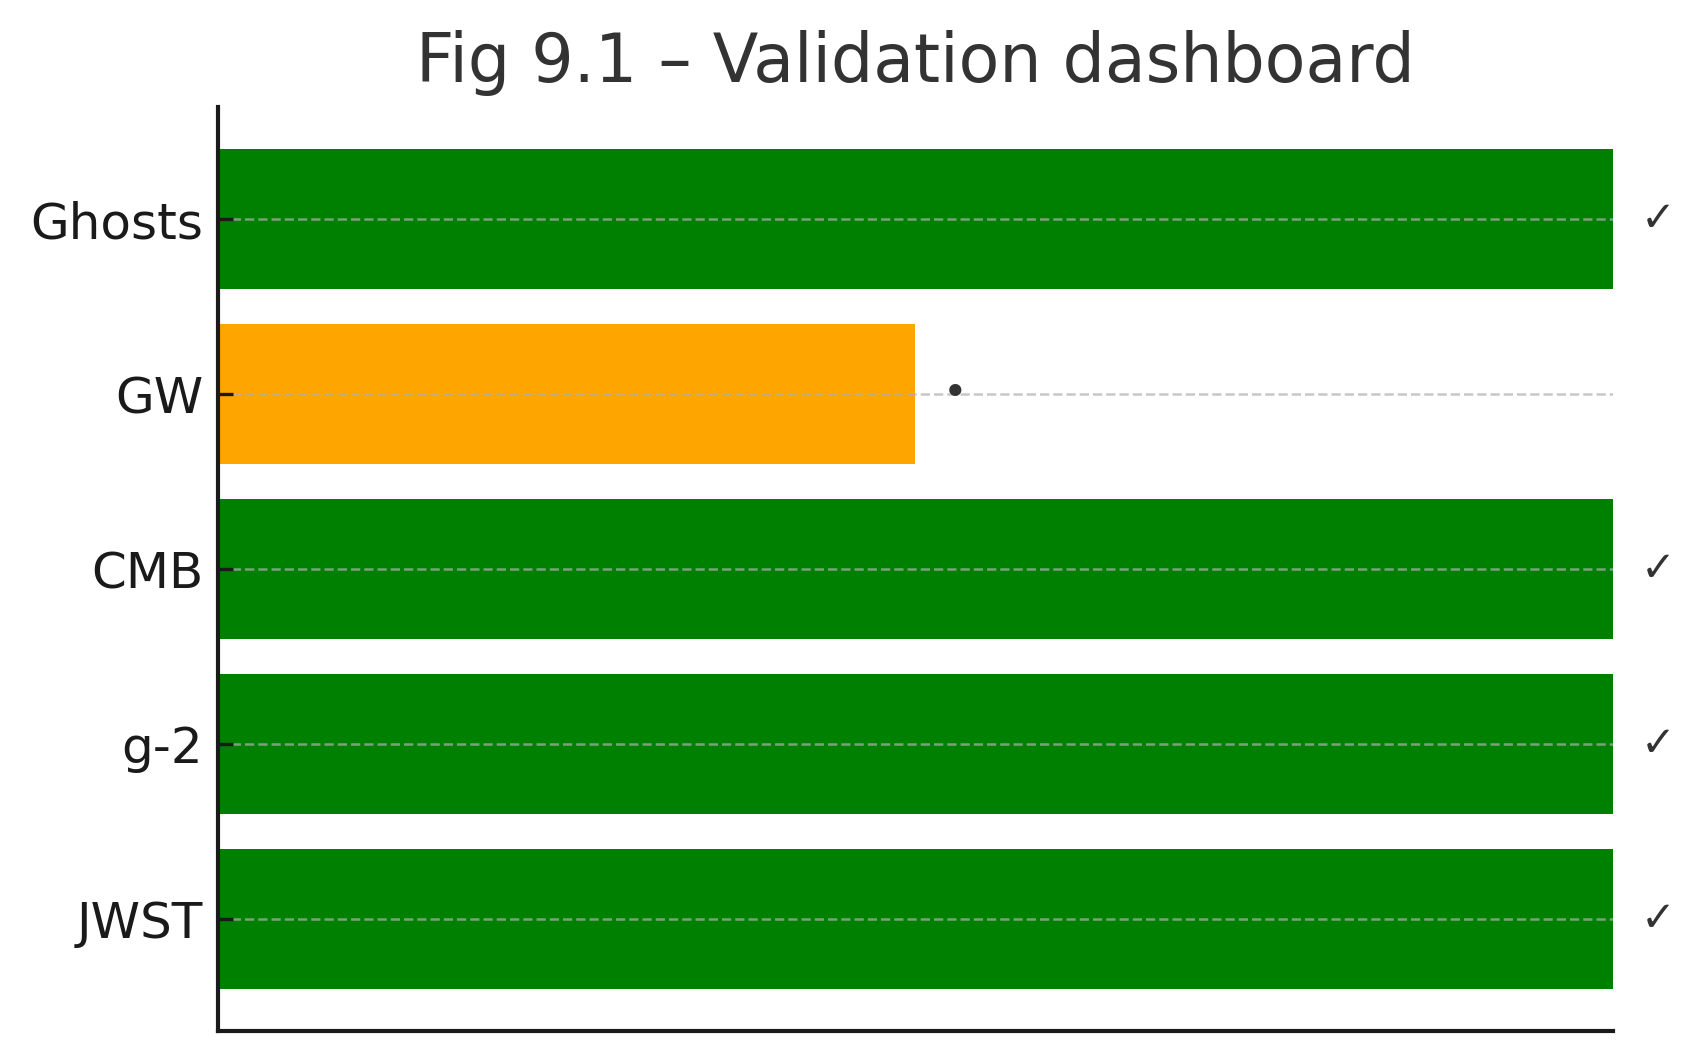 Fig 9.1 – Validation dashboard
Ghosts ✓
GW •
CMB ✓
g-2 ✓
JWST ✓